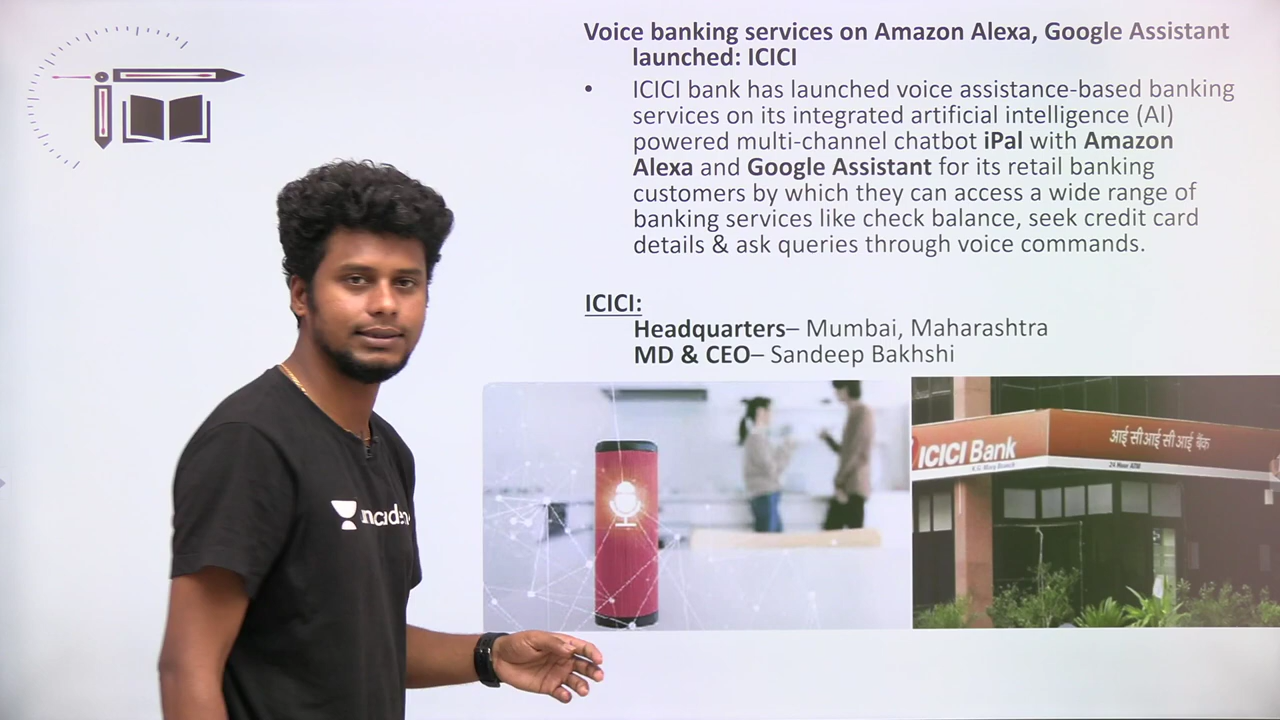 Voice banking services on Amazon Alexa, Google Assistant
launched: ICICI
• ICICI bank has launched voice assistance-based banking
services on its integrated artificial intelligence (AI)
powered multi-channel chatbot iPal with Amazon
Alexa and Google Assistant for its retail banking
customers by which they can access a wide range of
banking services like check balance, seek credit card
details & ask queries through voice commands.
ICICI:
Headquarters– Mumbai, Maharashtra
MD & CEO– Sandeep Bakhshi
ICICI Bank
आई सी आई सी आई बैंक
24 Hour ATM